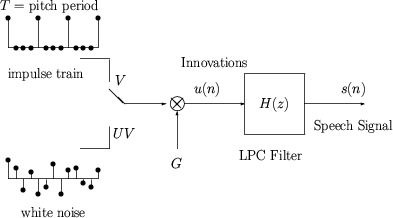 T = pitch period
impulse train
V
Innovations
u(n)
H(z)
s(n)
Speech Signal
UV
G
LPC Filter
white noise